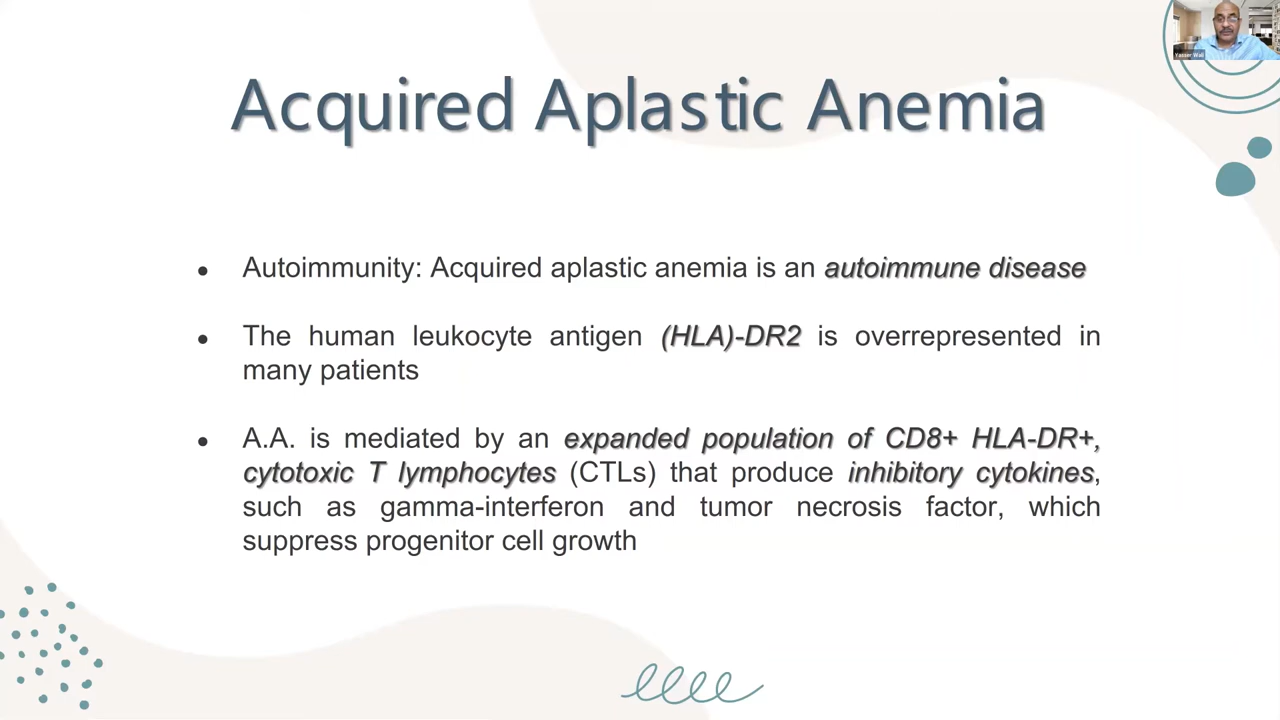 Yasser Wali
Acquired Aplastic Anemia
● Autoimmunity: Acquired aplastic anemia is an autoimmune disease
● The human leukocyte antigen (HLA)-DR2 is overrepresented in
many patients
● A.A. is mediated by an expanded population of CD8+ HLA-DR+,
cytotoxic T lymphocytes (CTLs) that produce inhibitory cytokines,
such as gamma-interferon and tumor necrosis factor, which
suppress progenitor cell growth